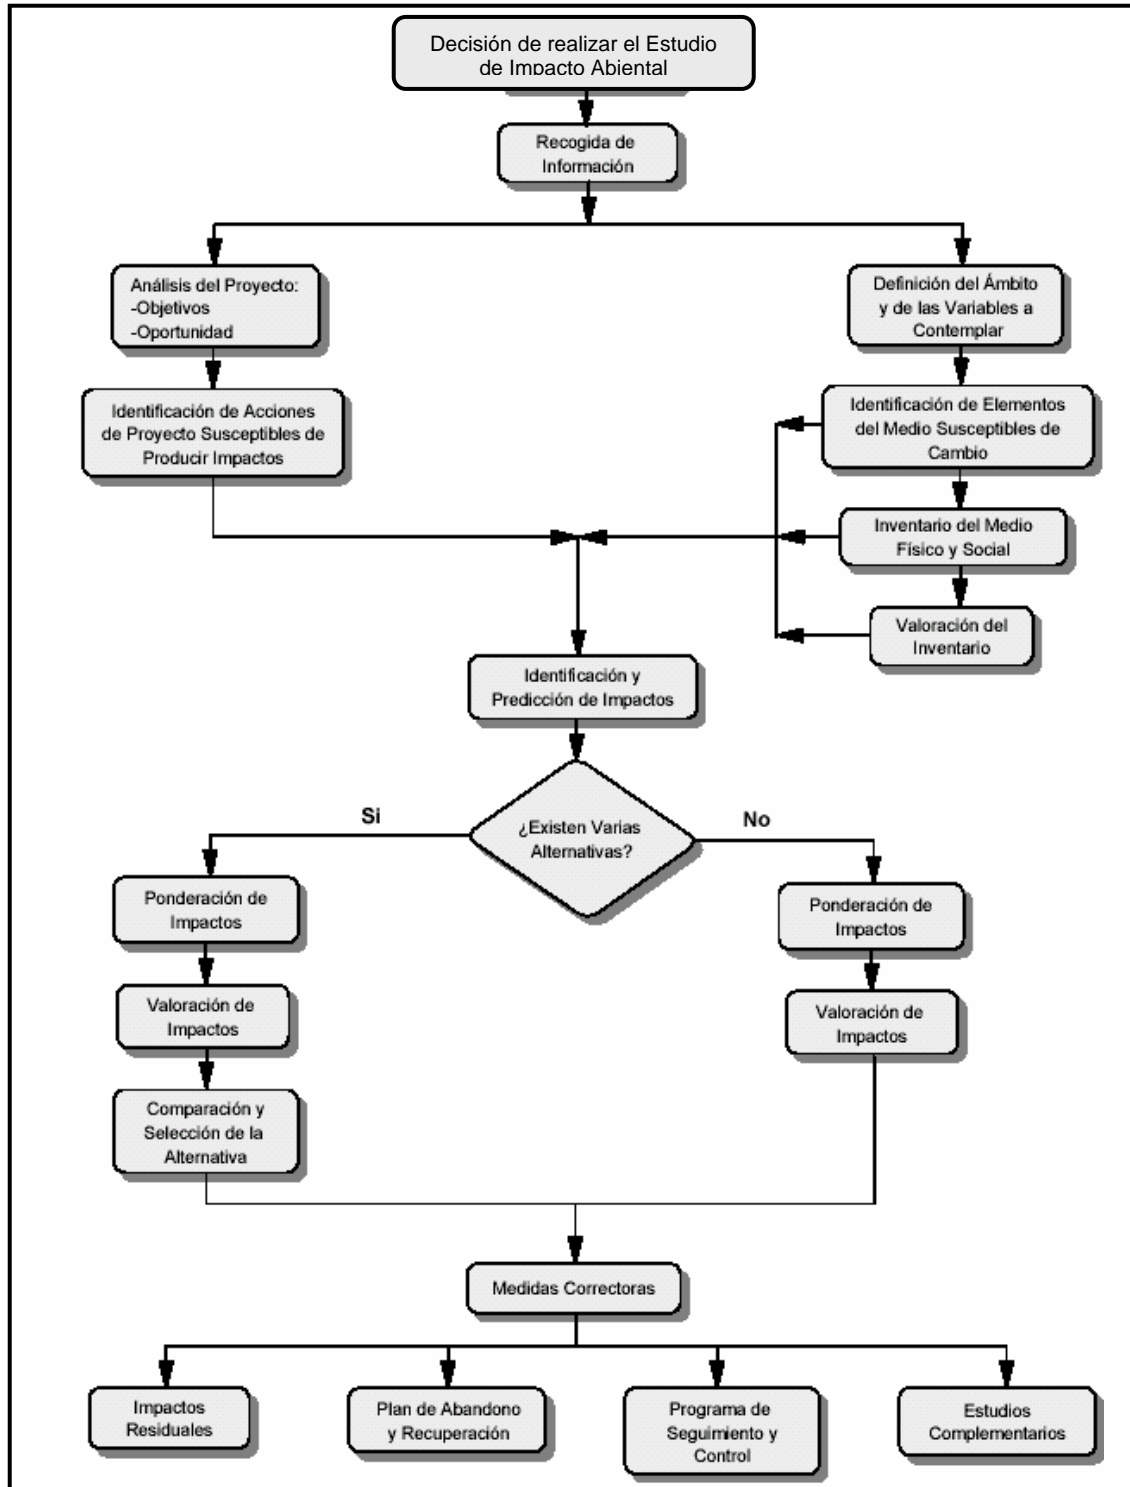 Decisión de realizar el Estudio
de Impacto Abiental
Recogida de
Información
Análisis del Proyecto:
-Objetivos
-Oportunidad
Definición del Ámbito
y de las Variables a
Contemplar
Identificación de Acciones
de Proyecto Susceptibles de
Producir Impactos
Identificación de Elementos
del Medio Susceptibles de
Cambio
Inventario del Medio
Físico y Social
Valoración del
Inventario
Identificación y
Predicción de Impactos
¿Existen Varias
Alternativas?
Si
No
Ponderación de
Impactos
Valoración de
Impactos
Comparación y
Selección de la
Alternativa
Ponderación de
Impactos
Valoración de
Impactos
Medidas Correctoras
Impactos
Residuales
Plan de Abandono
y Recuperación
Programa de
Seguimiento y
Control
Estudios
Complementarios